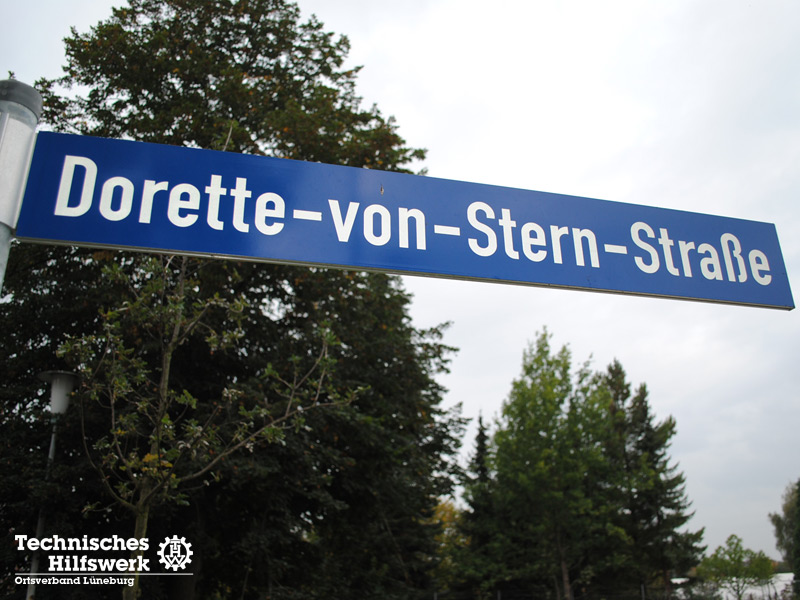 Dorette-von-Stern-Straße
Technisches
Hilfswerk
Ortsverband Lüneburg